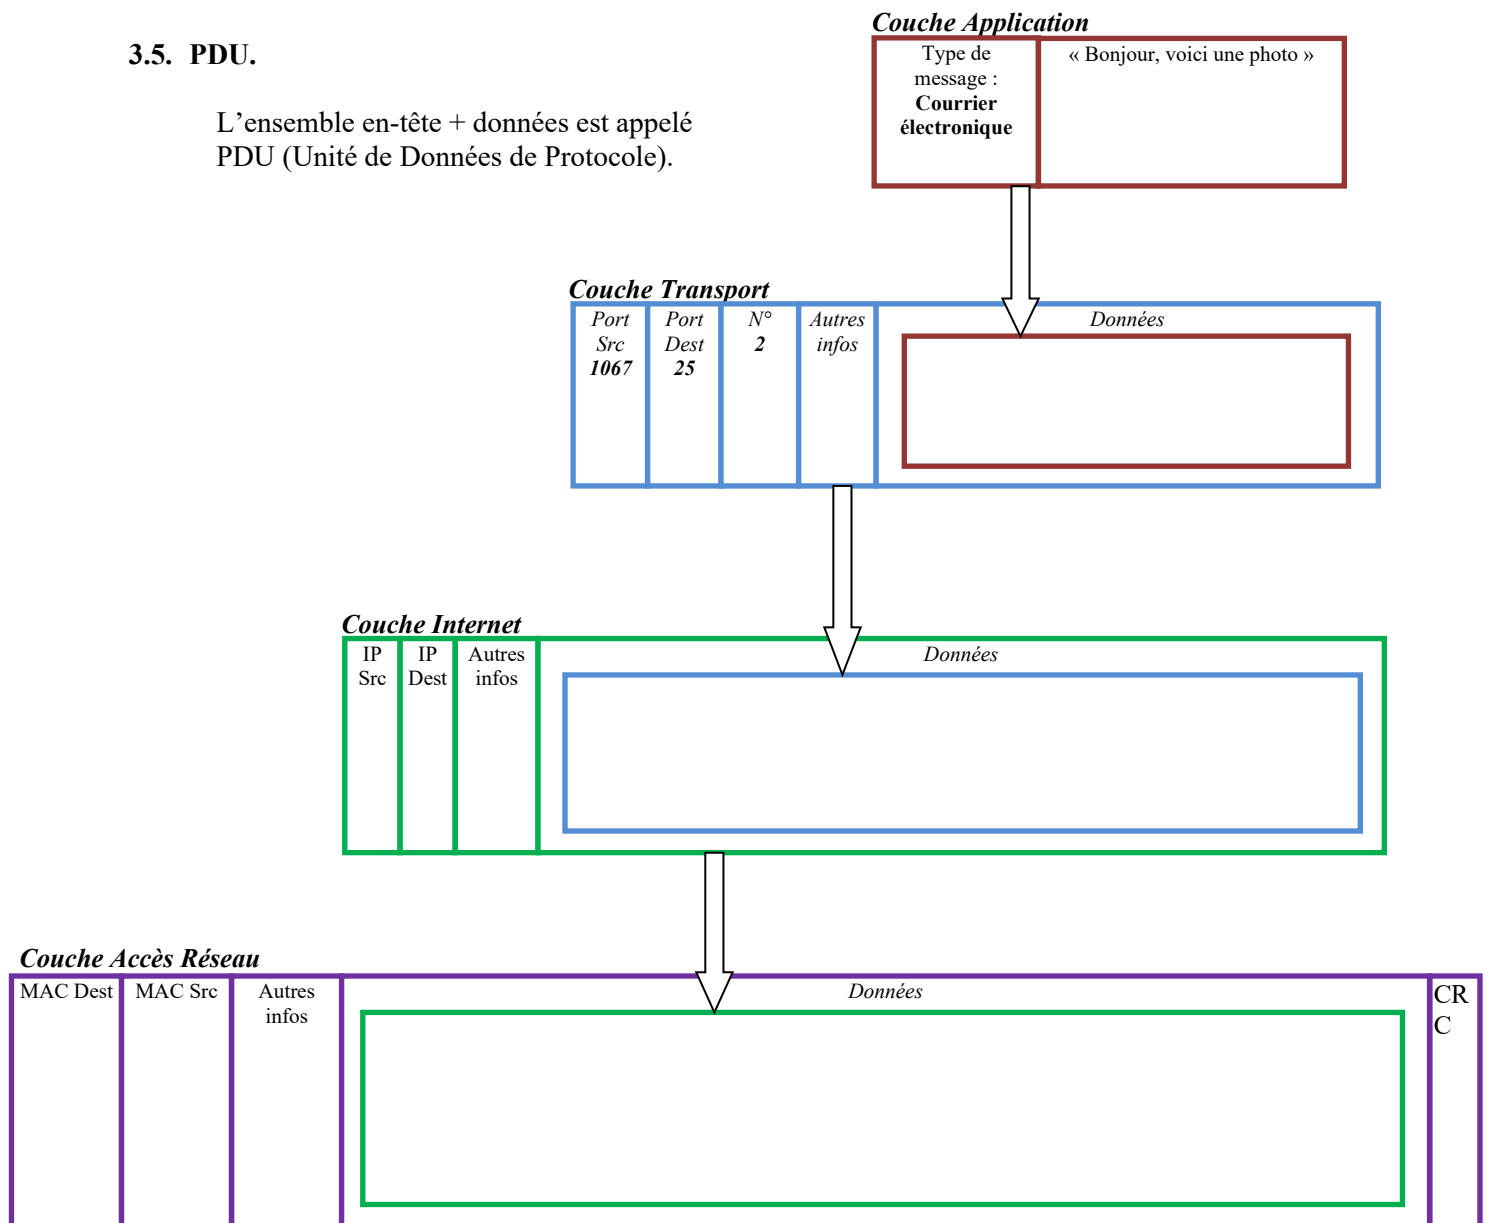 3.5. PDU.
L’ensemble en-tête + données est appelé
PDU (Unité de Données de Protocole).
Couche Application
Type de
message :
Courrier
électronique
« Bonjour, voici une photo »
Couche Transport
Port
Src
1067
Port
Dest
25
N°
2
Autres
infos
Données
Couche Internet
IP
Src
IP
Dest
Autres
infos
Données
Couche Accès Réseau
MAC Dest
MAC Src
Autres
infos
Données
CR
C